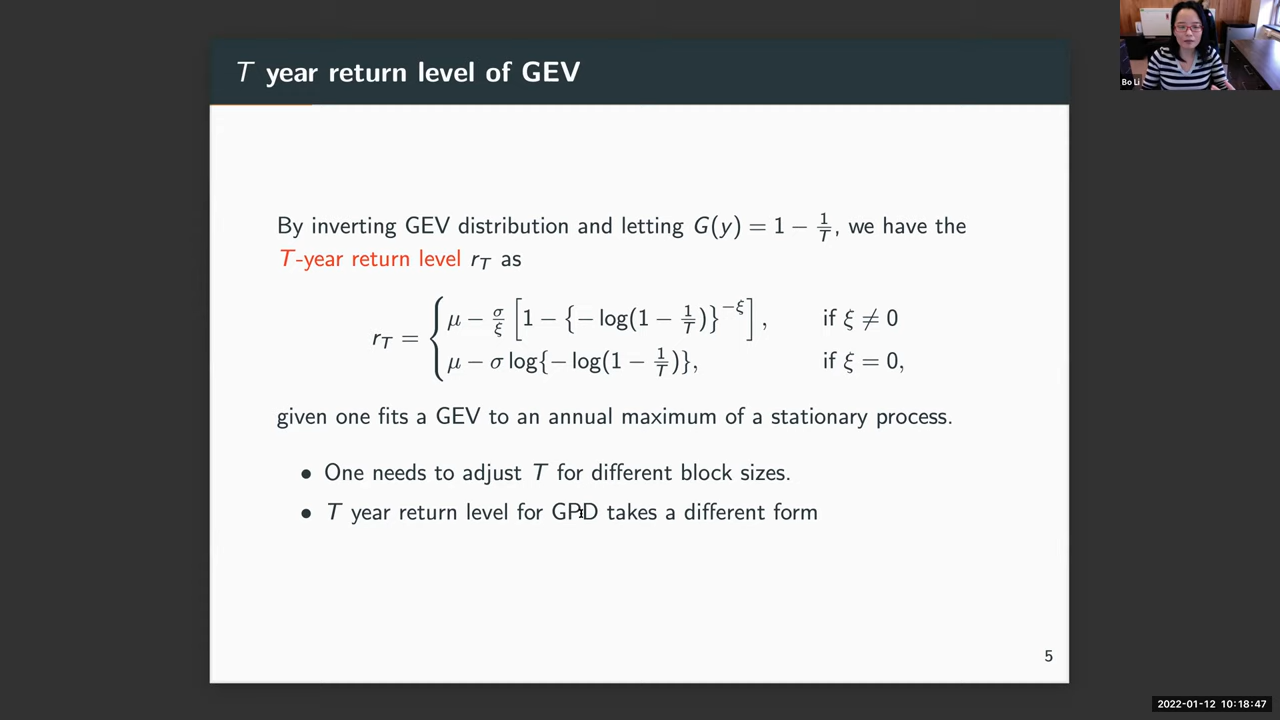 T year return level of GEV
Bo Li
By inverting GEV distribution and letting G(y) = 1 − 1/T, we have the
T-year return level r_T as
r_T = { μ − σ/ξ [1 − {− log(1 − 1/T)}^{−ξ}], if ξ ≠ 0
μ − σ log{− log(1 − 1/T)}, if ξ = 0,
given one fits a GEV to an annual maximum of a stationary process.
• One needs to adjust T for different block sizes.
• T year return level for GPD takes a different form
5
2022-01-12 10:18:47